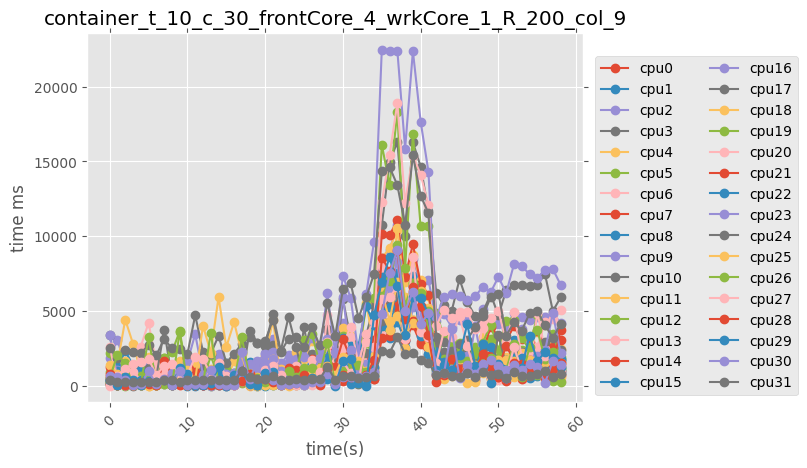 container_t_10_c_30_frontCore_4_wrkCore_1_R_200_col_9
time ms
20000
15000
10000
5000
0
0
10
20
30
40
50
60
time(s)
cpu0
cpu1
cpu2
cpu3
cpu4
cpu5
cpu6
cpu7
cpu8
cpu9
cpu10
cpu11
cpu12
cpu13
cpu14
cpu15
cpu16
cpu17
cpu18
cpu19
cpu20
cpu21
cpu22
cpu23
cpu24
cpu25
cpu26
cpu27
cpu28
cpu29
cpu30
cpu31